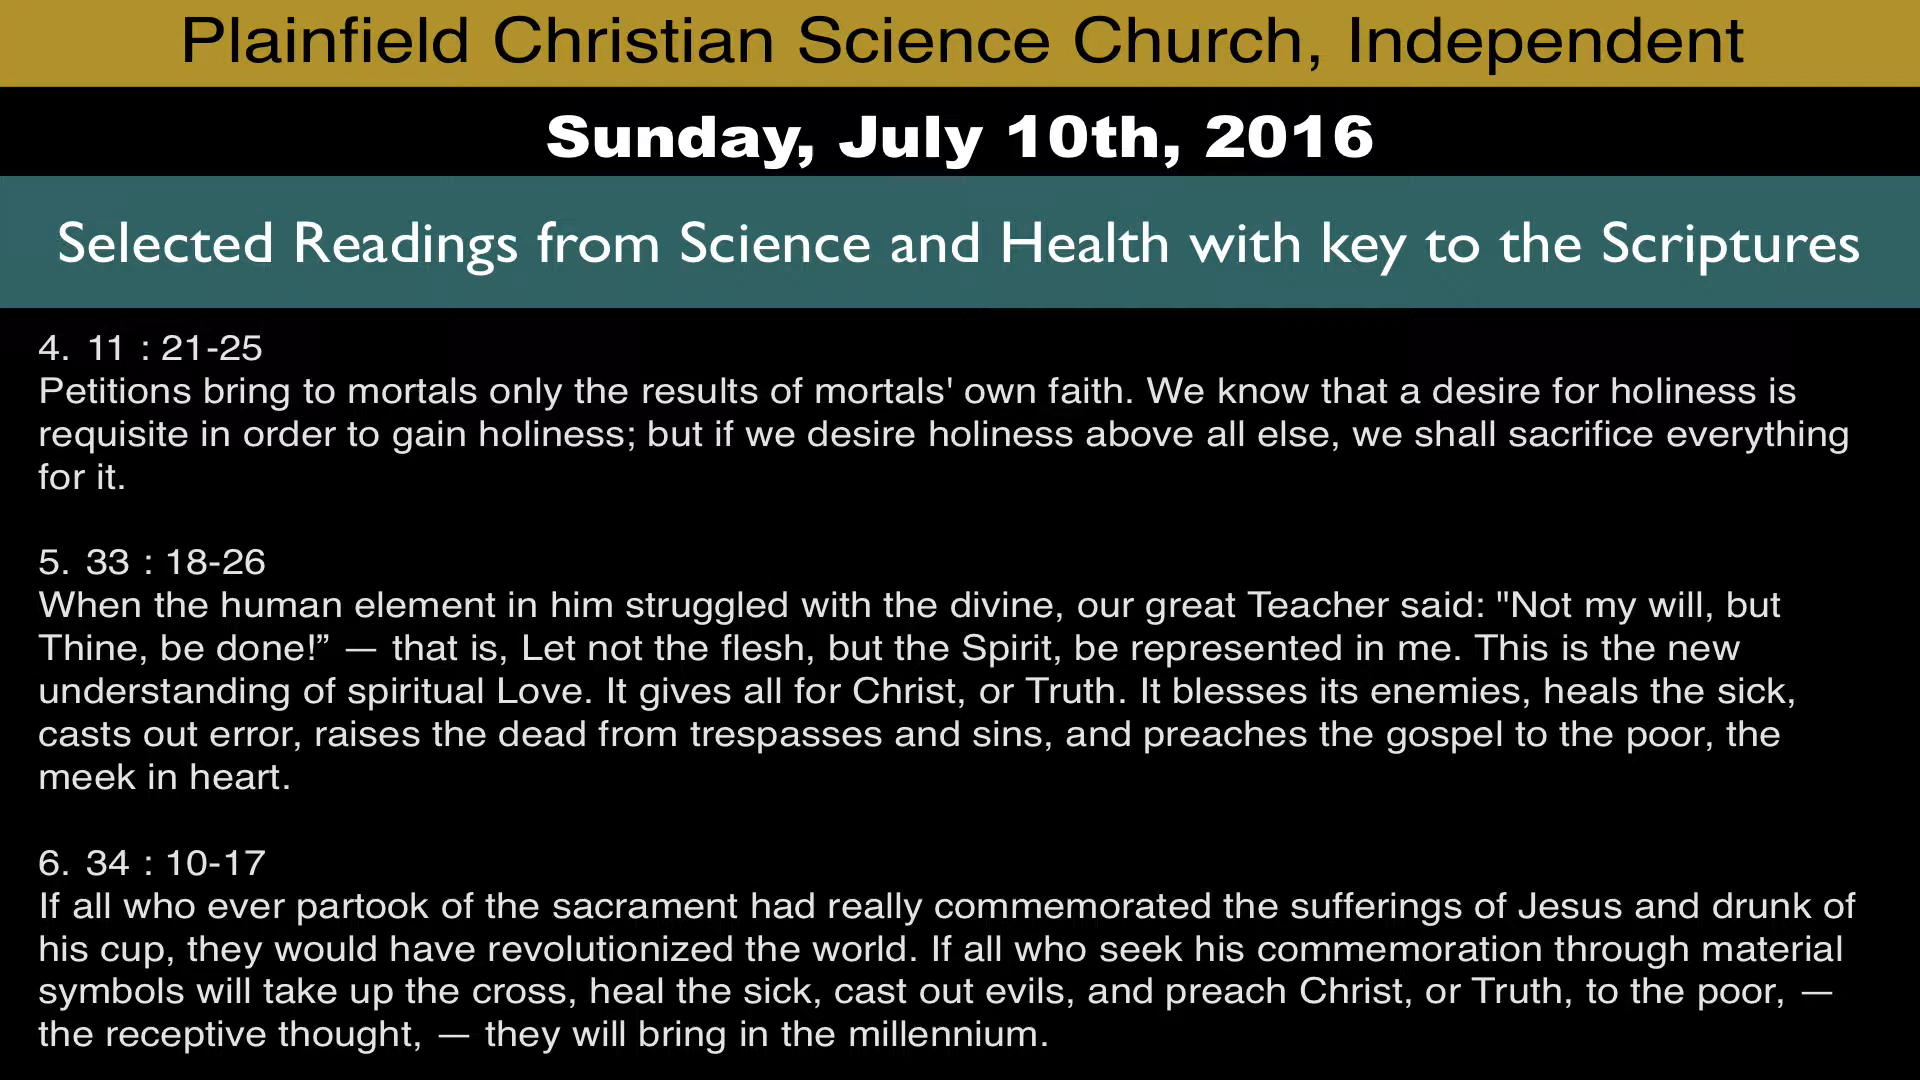 Plainfield Christian Science Church, Independent
Sunday, July 10th, 2016
Selected Readings from Science and Health with key to the Scriptures
4. 11 : 21-25
Petitions bring to mortals only the results of mortals' own faith. We know that a desire for holiness is
requisite in order to gain holiness; but if we desire holiness above all else, we shall sacrifice everything
for it.
5. 33 : 18-26
When the human element in him struggled with the divine, our great Teacher said: "Not my will, but
Thine, be done!” — that is, Let not the flesh, but the Spirit, be represented in me. This is the new
understanding of spiritual Love. It gives all for Christ, or Truth. It blesses its enemies, heals the sick,
casts out error, raises the dead from trespasses and sins, and preaches the gospel to the poor, the
meek in heart.
6. 34 : 10-17
If all who ever partook of the sacrament had really commemorated the sufferings of Jesus and drunk of
his cup, they would have revolutionized the world. If all who seek his commemoration through material
symbols will take up the cross, heal the sick, cast out evils, and preach Christ, or Truth, to the poor, —
the receptive thought, — they will bring in the millennium.